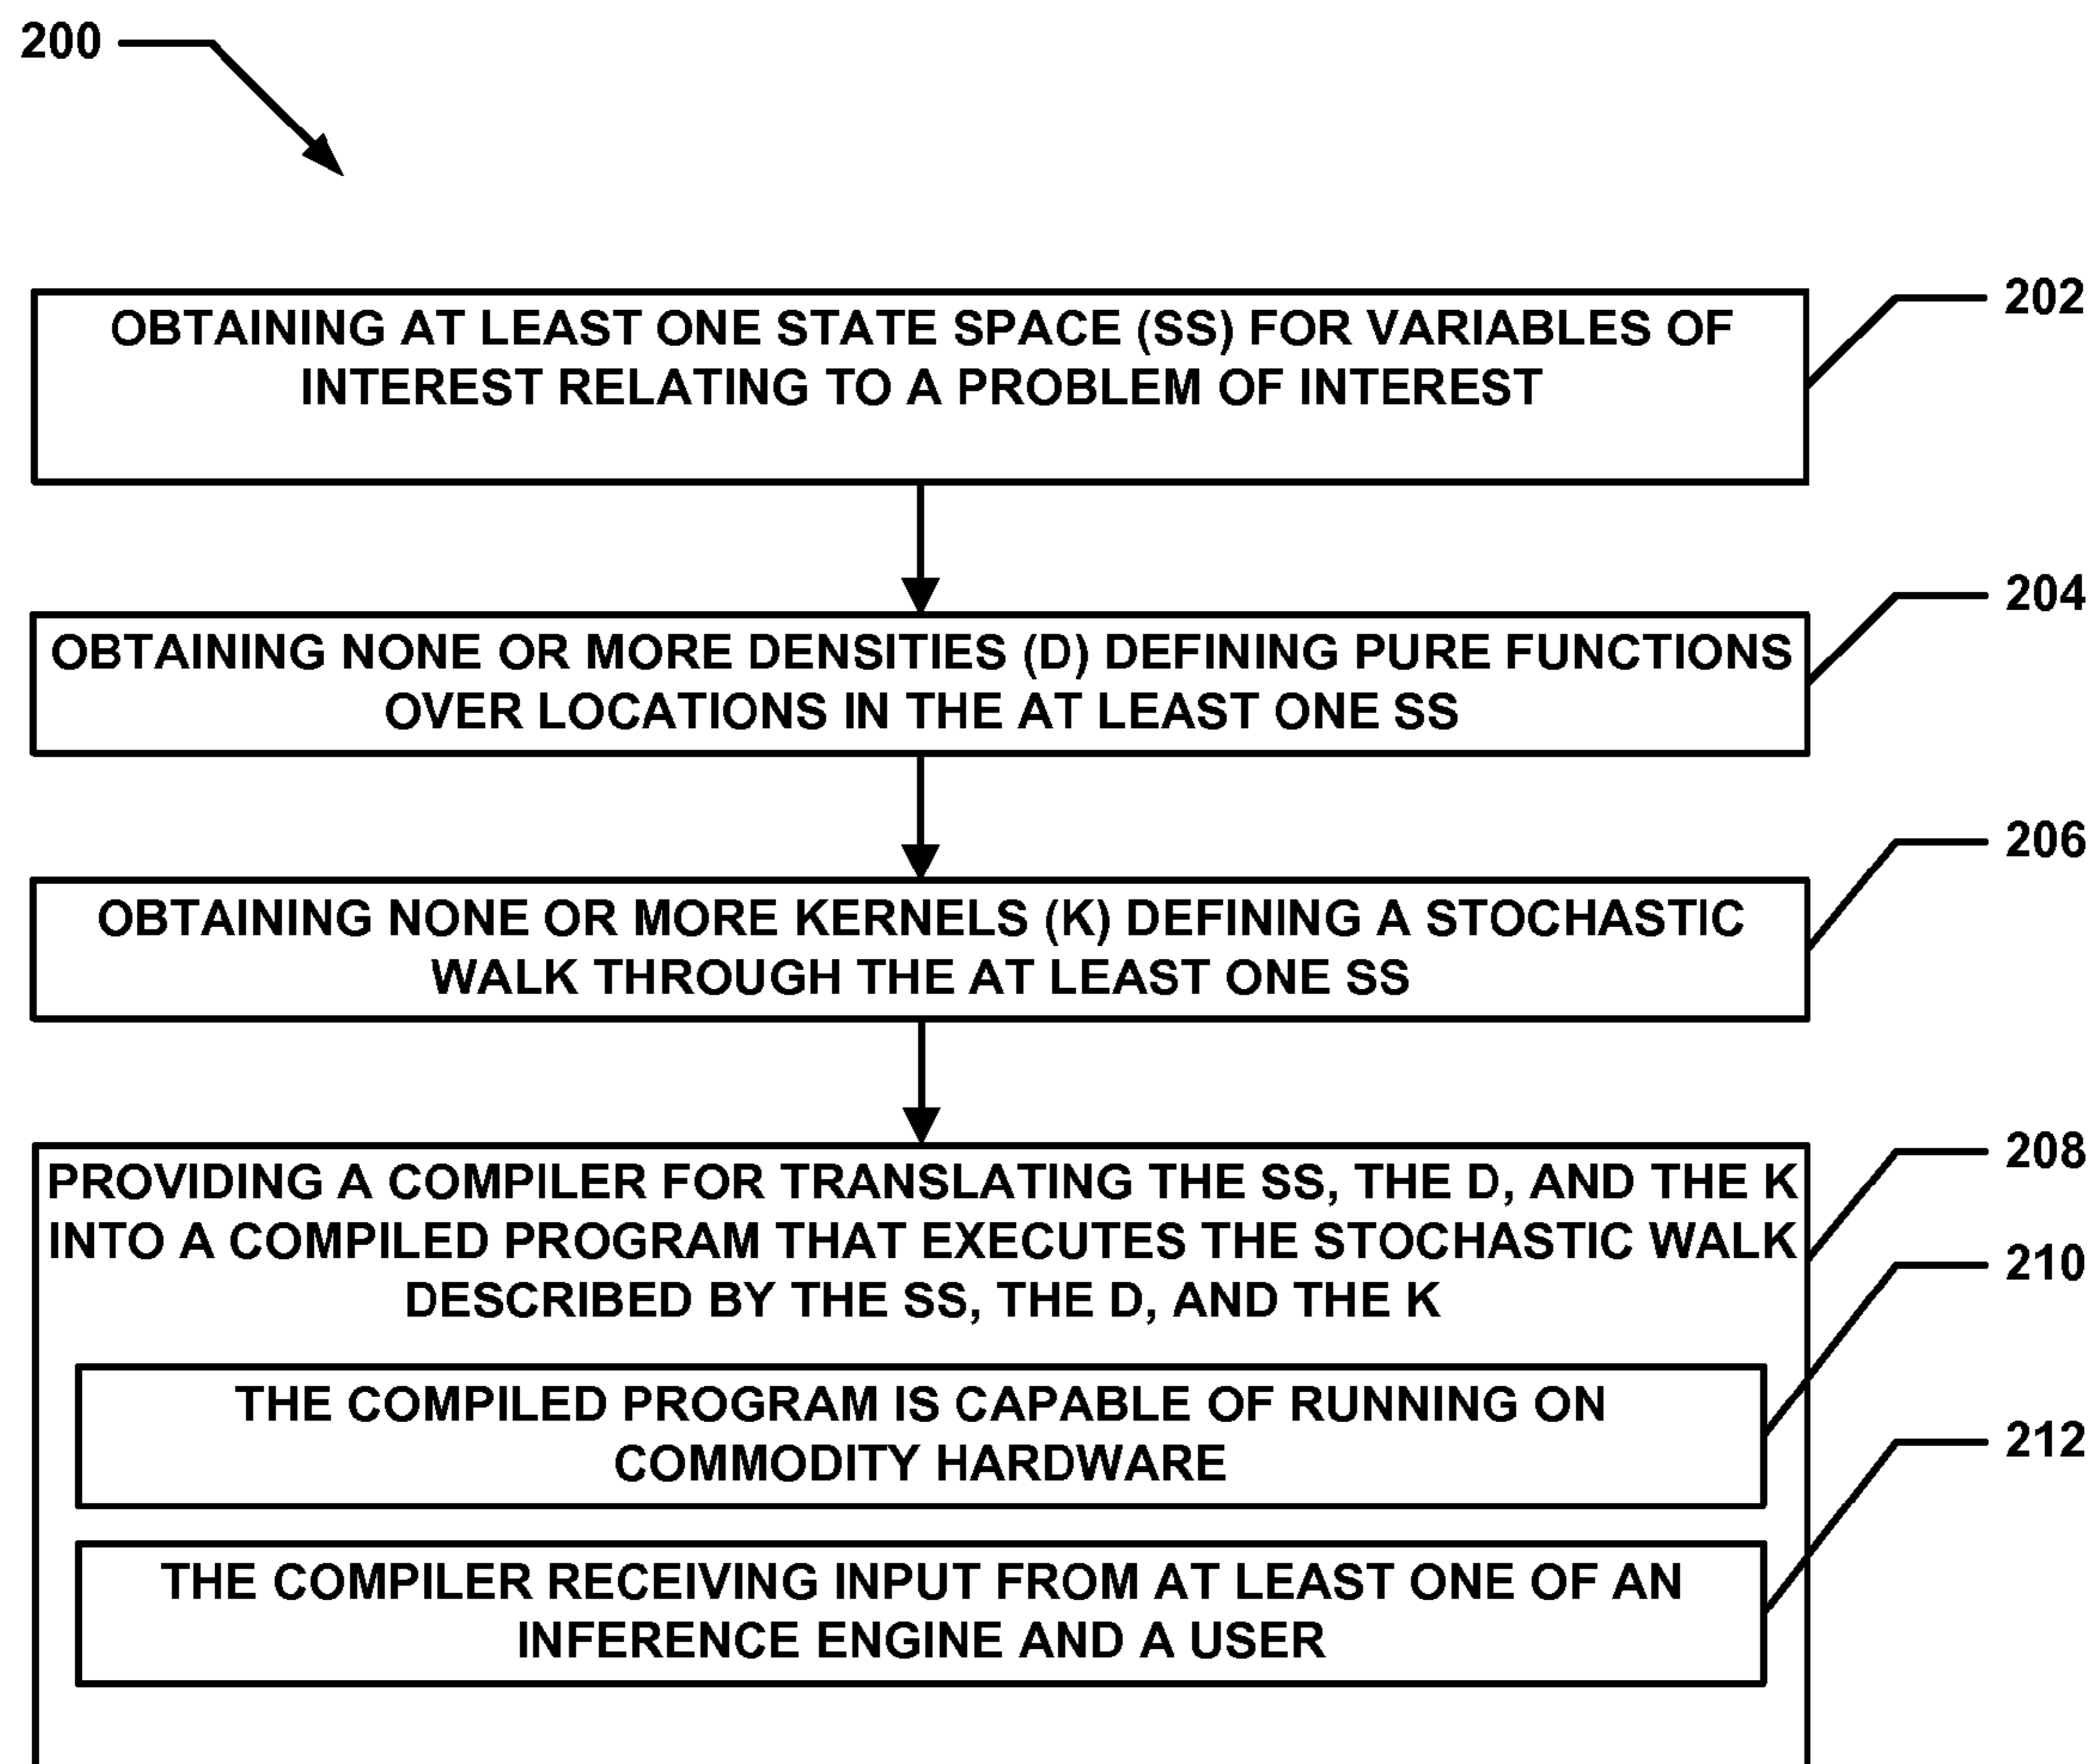 200
202
OBTAINING AT LEAST ONE STATE SPACE (SS) FOR VARIABLES OF
INTEREST RELATING TO A PROBLEM OF INTEREST
204
OBTAINING NONE OR MORE DENSITIES (D) DEFINING PURE FUNCTIONS
OVER LOCATIONS IN THE AT LEAST ONE SS
206
OBTAINING NONE OR MORE KERNELS (K) DEFINING A STOCHASTIC
WALK THROUGH THE AT LEAST ONE SS
208
PROVIDING A COMPILER FOR TRANSLATING THE SS, THE D, AND THE K
INTO A COMPILED PROGRAM THAT EXECUTES THE STOCHASTIC WALK
DESCRIBED BY THE SS, THE D, AND THE K
210
THE COMPILED PROGRAM IS CAPABLE OF RUNNING ON
COMMODITY HARDWARE
212
THE COMPILER RECEIVING INPUT FROM AT LEAST ONE OF AN
INFERENCE ENGINE AND A USER